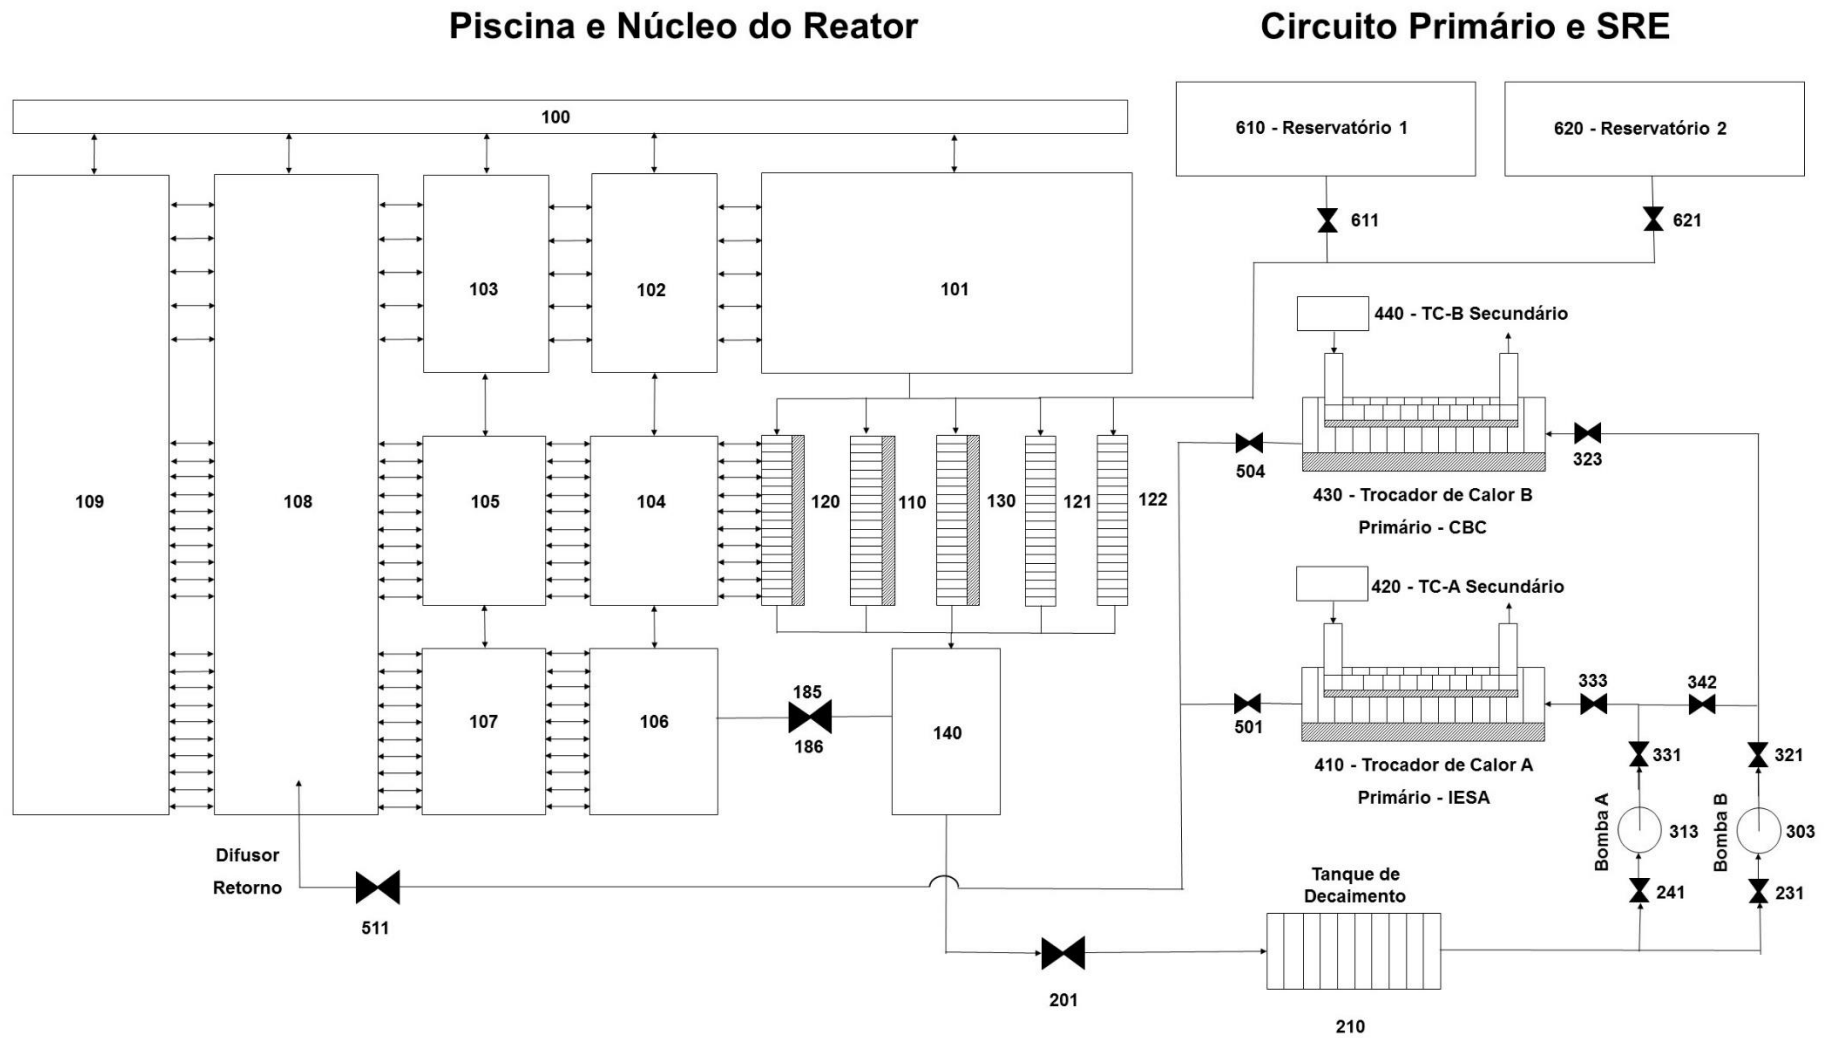 Piscina e Núcleo do Reator
Circuito Primário e SRE
100
610 - Reservatório 1
620 - Reservatório 2
611
621
103
102
101
440 - TC-B Secundário
504
323
109
108
105
104
120
110
130
121
122
430 - Trocador de Calor B
Primário - CBC
420 - TC-A Secundário
185
186
107
106
140
501
333
342
331
321
410 - Trocador de Calor A
Primário - IESA
Bomba A
313
Bomba B
303
Difusor
Retorno
511
Tanque de
Decaimento
241
231
201
210